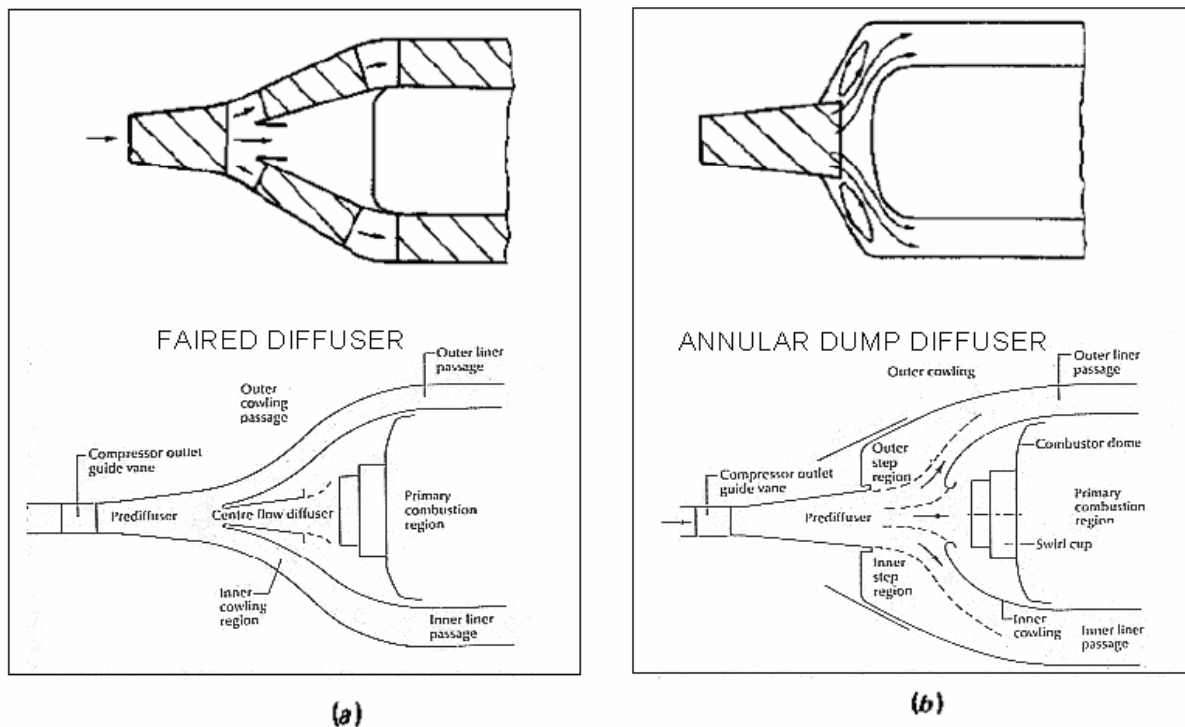 FAIRED DIFFUSER
Outer liner
passage
Outer
cowling
passage
Compressor outlet
guide vane
Prediffuser
Centre flow diffuser
Primary
combustion
region
Inner
cowling
region
Inner liner
passage
(a)
ANNULAR DUMP DIFFUSER
Outer cowling
Outer liner
passage
Combustor dome
Outer
step
region
Compressor outlet
guide vane
Primary
combustion
region
Prediffuser
Swirl cup
Inner
step
region
Inner
cowling
Inner liner
passage
(b)